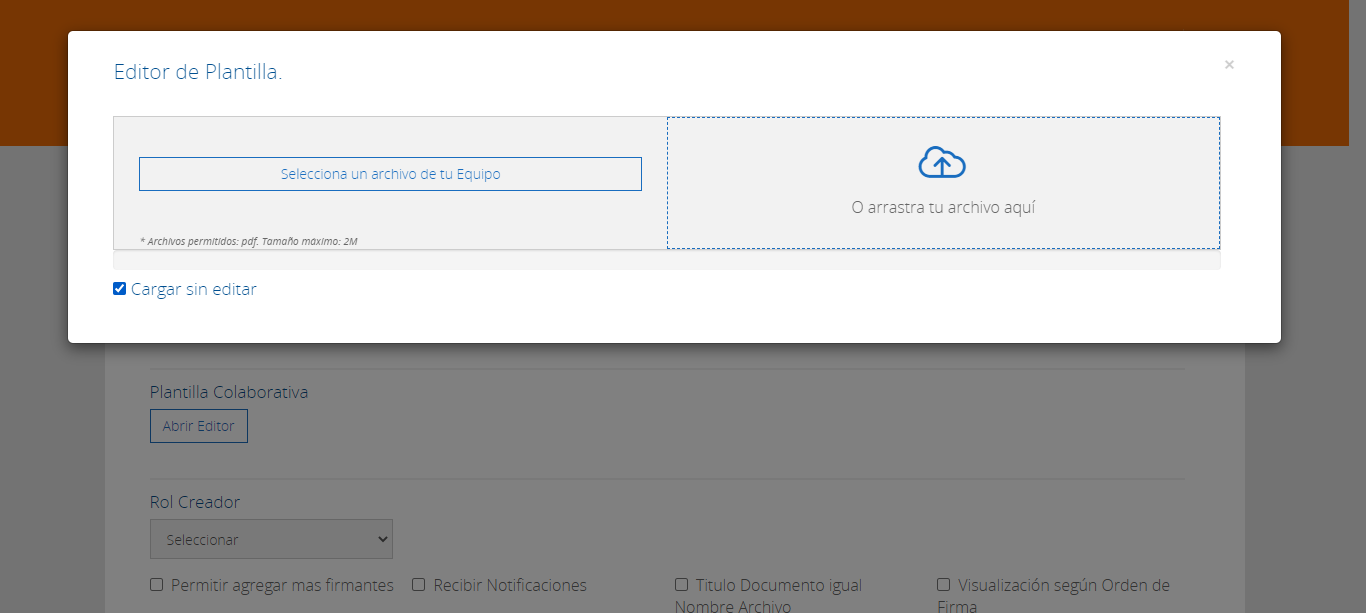 Editor de Plantilla.
×
Selecciona un archivo de tu Equipo
O arrastra tu archivo aquí
* Archivos permitidos: pdf. Tamaño máximo: 2M
Cargar sin editar
Plantilla Colaborativa
Abrir Editor
Rol Creador
Seleccionar
Permitir agregar mas firmantes
Recibir Notificaciones
Titulo Documento igual
Nombre Archivo
Visualización según Orden de
Firma